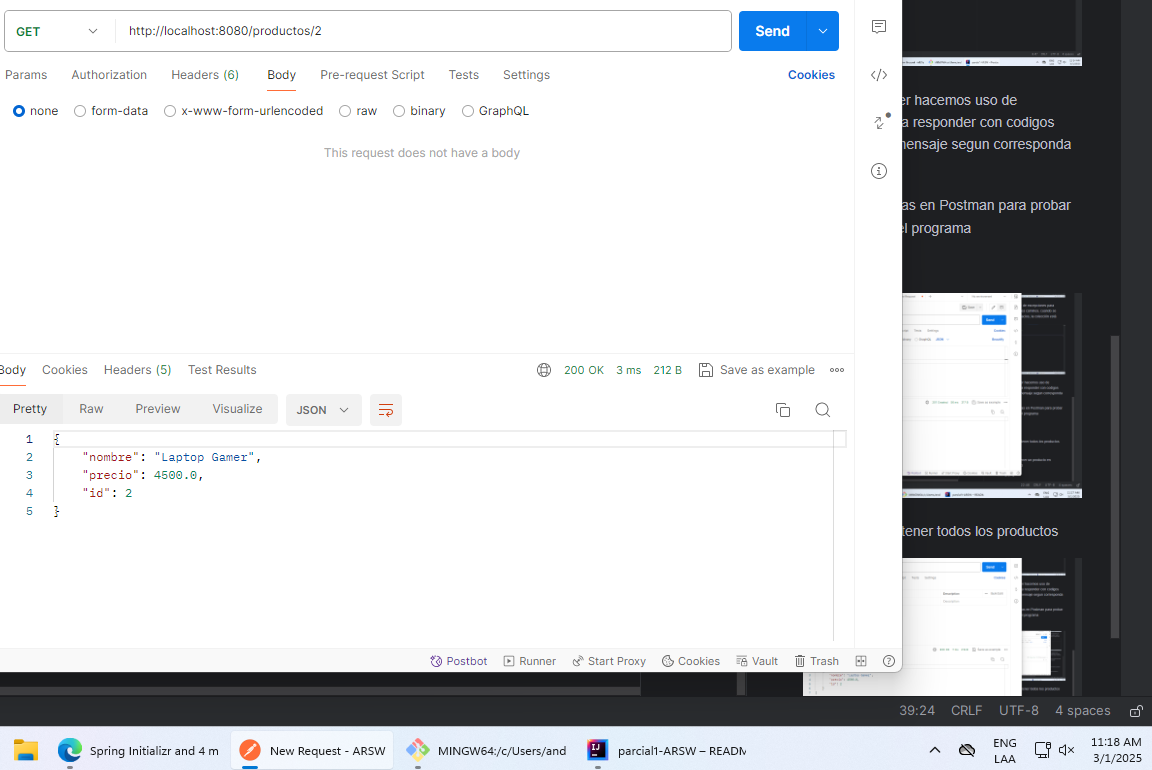 GET
http://localhost:8080/productos/2
Send
Params
Authorization
Headers (6)
Body
Pre-request Script
Tests
Settings
Cookies
none
form-data
x-www-form-urlencoded
raw
binary
GraphQL
This request does not have a body
Body
Cookies
Headers (5)
Test Results
200 OK
3 ms
212 B
Save as example
Pretty
Raw
Preview
Visualize
JSON
1 {
2 "nombre": "Laptop Gamer",
3 "precio": 4500.0,
4 "id": 2
5 }
Postbot
Runner
Start Proxy
Cookies
Vault
Trash
er hacemos uso de
a responder con codigos
mensaje segun corresponda
as en Postman para probar
el programa
tener todos los productos
39:24
CRLF
UTF-8
4 spaces
Spring Initializr and 4 m
New Request - ARSW
MINGW64:/c/Users/and
parcial1-ARSW – READM
ENG
LAA
11:18 AM
3/1/2025